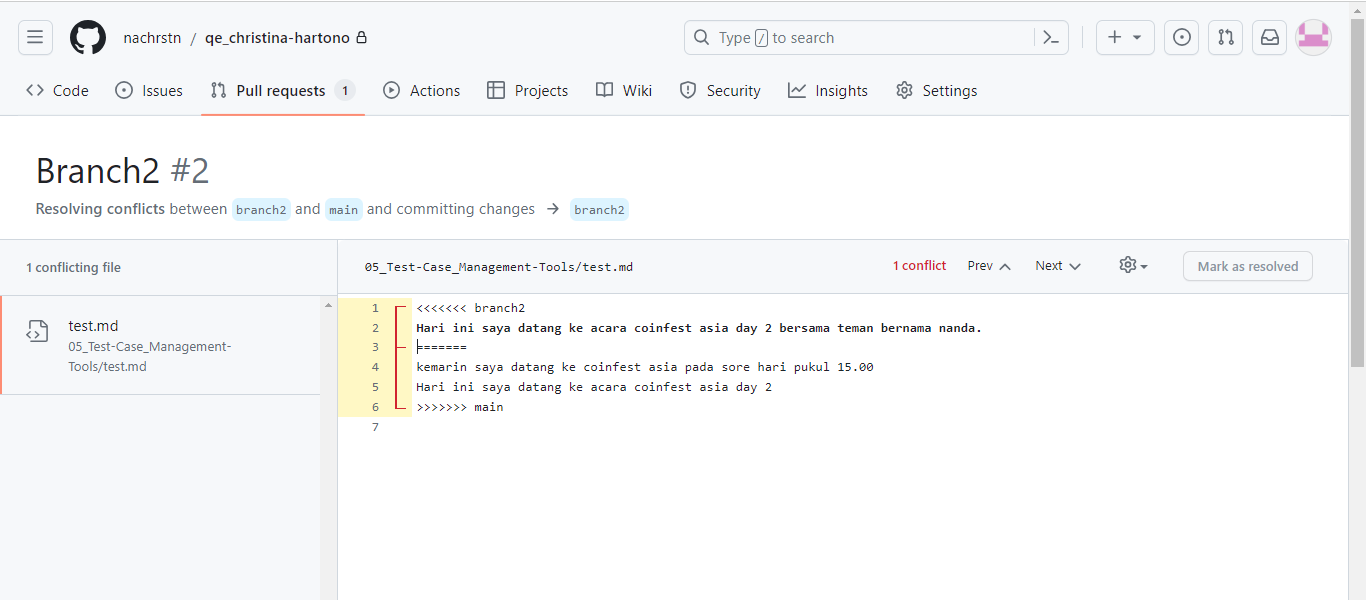 nachrstn / qe_christina-hartono
Type / to search
Code Issues Pull requests 1 Actions Projects Wiki Security Insights Settings
Branch2 #2
Resolving conflicts between branch2 and main and committing changes → branch2
1 conflicting file
test.md
05_Test-Case_Management-
Tools/test.md
05_Test-Case_Management-Tools/test.md 1 conflict Prev Next Mark as resolved
1 <<<<<<< branch2
2 Hari ini saya datang ke acara coinfest asia day 2 bersama teman bernama nanda.
3 =======
4 kemarin saya datang ke coinfest asia pada sore hari pukul 15.00
5 Hari ini saya datang ke acara coinfest asia day 2
6 >>>>>>> main
7